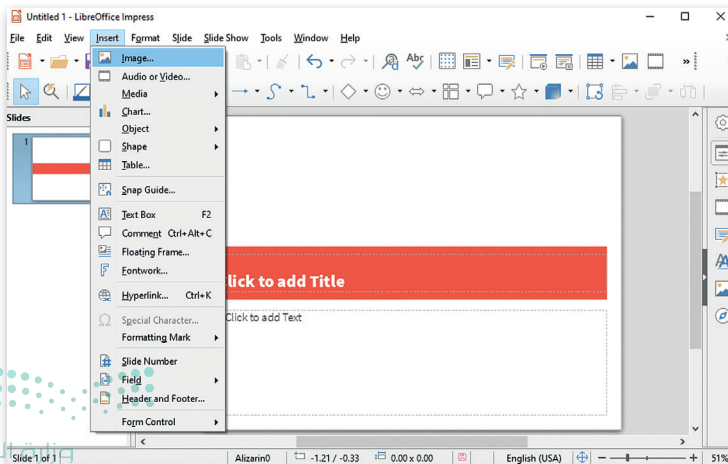 Untitled 1 - LibreOffice Impress
File Edit View Insert Format Slide Slide Show Tools Window Help
Abc
Slides
1
Image...
Audio or Video...
Media
Chart...
Object
Shape
Table...
Snap Guide...
Text Box F2
Comment Ctrl+Alt+C
Floating Frame...
Fontwork...
Hyperlink... Ctrl+K
Special Character...
Formatting Mark
Slide Number
Field
Header and Footer...
Form Control
lick to add Title
Click to add Text
Slide 1 of 1 Alizarin0 -1.21 / -0.33 0.00 x 0.00 English (USA) 51%